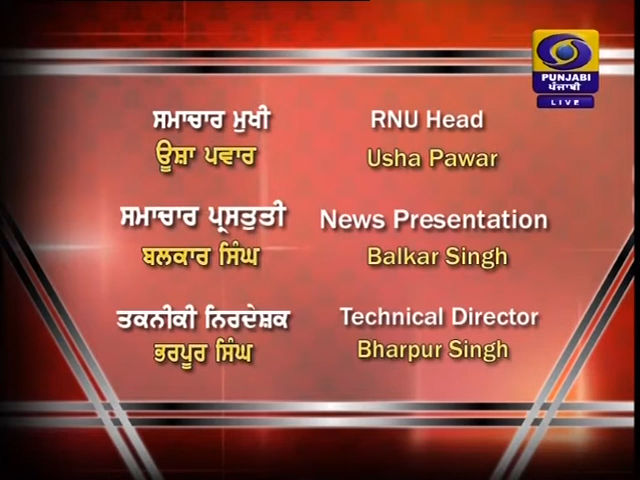 PUNJABI
ਪੰਜਾਬੀ
LIVE
ਸਮਾਚਾਰ ਮੁਖੀ RNU Head
ਊਸ਼ਾ ਪਵਾਰ Usha Pawar
ਸਮਾਚਾਰ ਪ੍ਰਸਤੁਤੀ News Presentation
ਬਲਕਾਰ ਸਿੰਘ Balkar Singh
ਤਕਨੀਕੀ ਨਿਰਦੇਸ਼ਕ Technical Director
ਭਰਪੂਰ ਸਿੰਘ Bharpur Singh